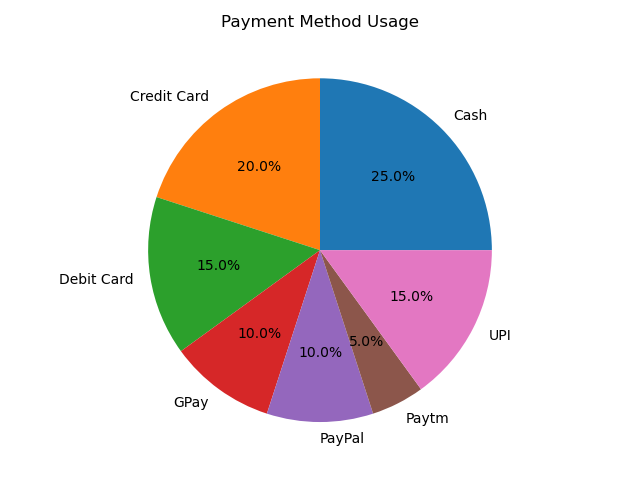 Payment Method Usage
Cash
25.0%
Credit Card
20.0%
Debit Card
15.0%
GPay
10.0%
PayPal
10.0%
Paytm
5.0%
UPI
15.0%